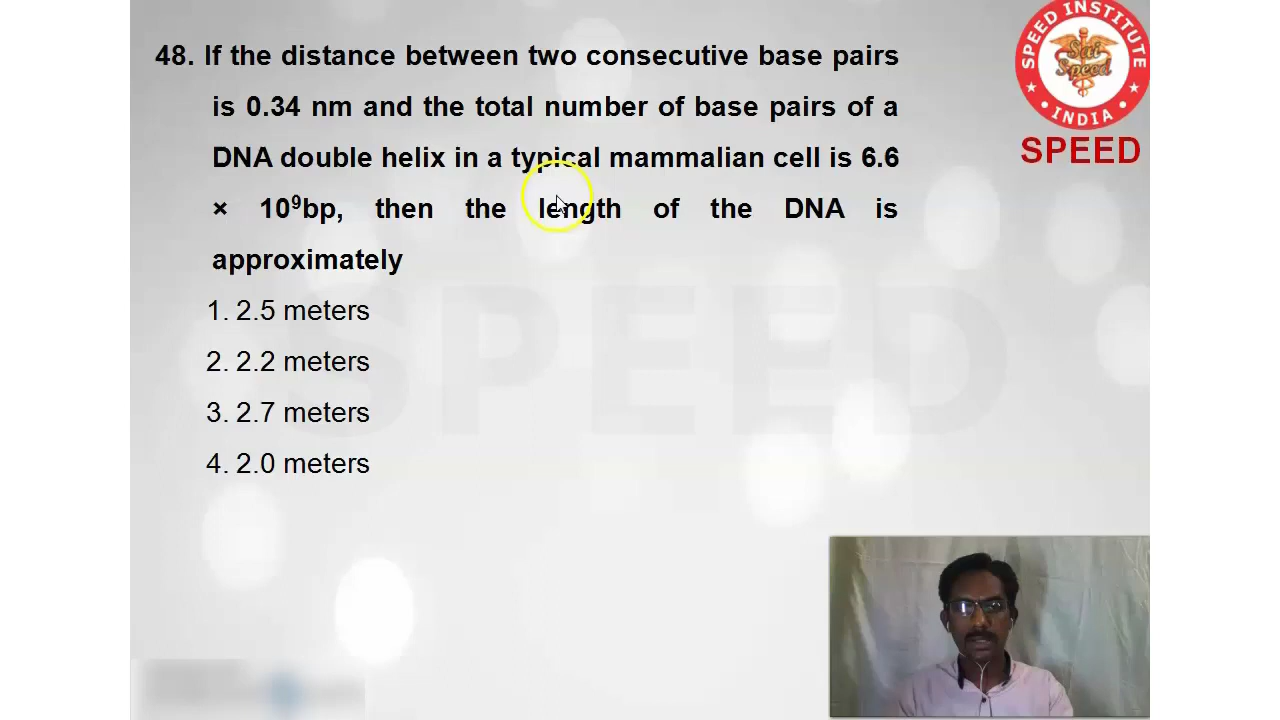 48. If the distance between two consecutive base pairs
is 0.34 nm and the total number of base pairs of a
DNA double helix in a typical mammalian cell is 6.6
× 10⁹bp, then the length of the DNA is
approximately
1. 2.5 meters
2. 2.2 meters
3. 2.7 meters
4. 2.0 meters
SPEED INSTITUTE
Sai
Speed
INDIA
SPEED
SPEED